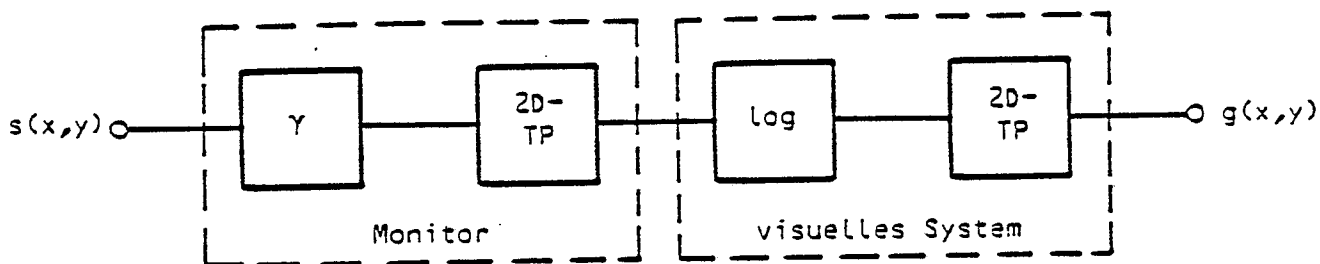 s(x,y)
γ
2D-
TP
log
2D-
TP
g(x,y)
Monitor
visuelles System